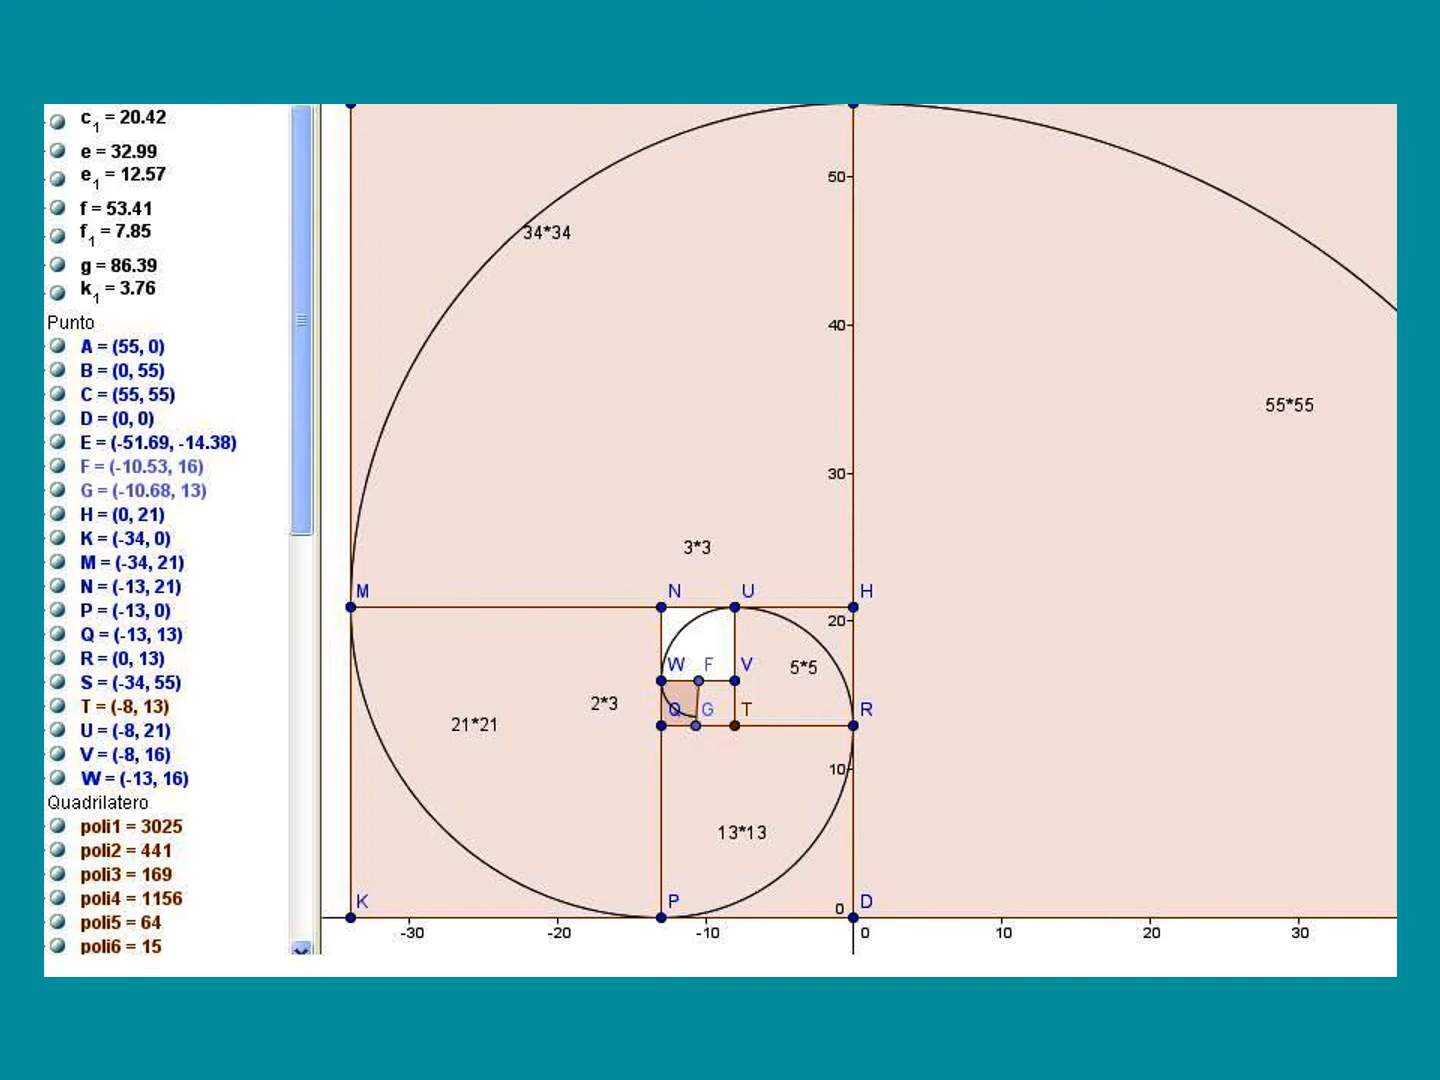 c1 = 20.42
e = 32.99
e1 = 12.57
f = 53.41
f1 = 7.85
g = 86.39
k1 = 3.76
Punto
A = (55, 0)
B = (0, 55)
C = (55, 55)
D = (0, 0)
E = (-51.69, -14.38)
F = (-10.53, 16)
G = (-10.68, 13)
H = (0, 21)
K = (-34, 0)
M = (-34, 21)
N = (-13, 21)
P = (-13, 0)
Q = (-13, 13)
R = (0, 13)
S = (-34, 55)
T = (-8, 13)
U = (-8, 21)
V = (-8, 16)
W = (-13, 16)
Quadrilatero
poli1 = 3025
poli2 = 441
poli3 = 169
poli4 = 1156
poli5 = 64
poli6 = 15
50
34*34
40
55*55
30
3*3
M N U H
20
W F V
5*5
2*3
Q G T R
21*21
10
13*13
K P 0 D
-30 -20 -10 0 10 20 30